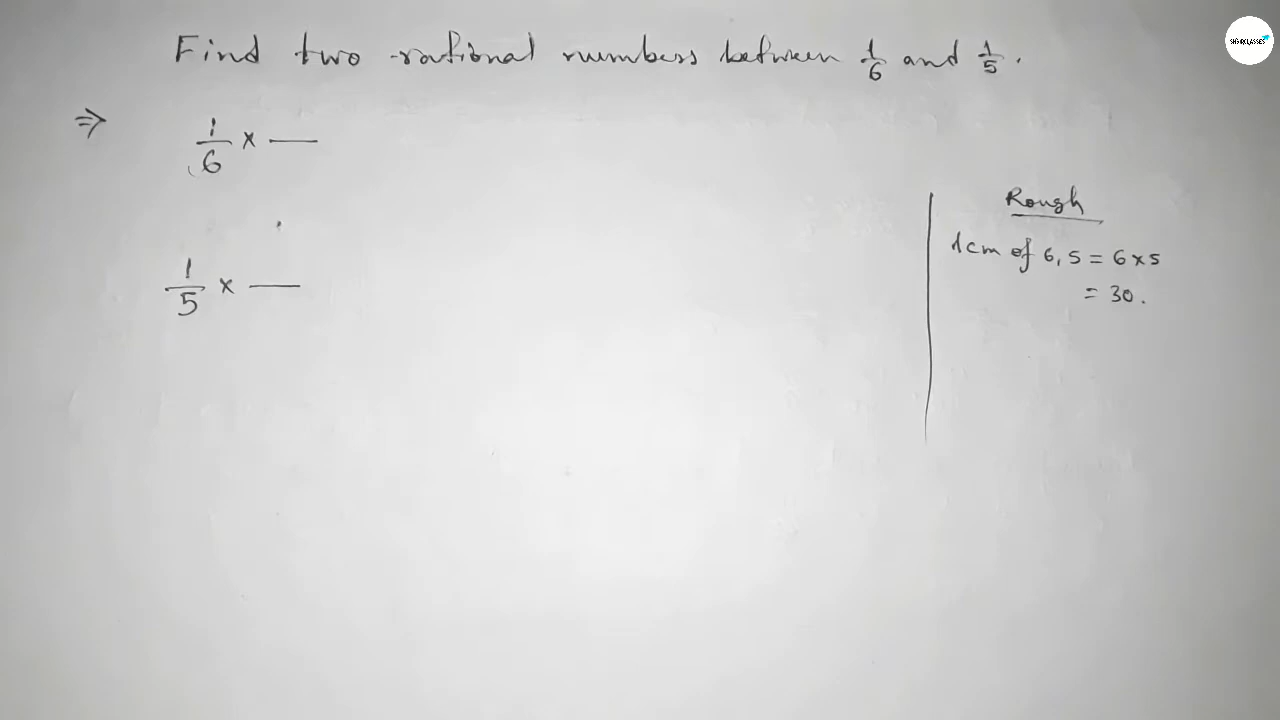 Find two rational numbers between 1/6 and 1/5.
⇒ 1/6 × —
1/5 × —
Rough
lcm of 6, 5 = 6×5
= 30.